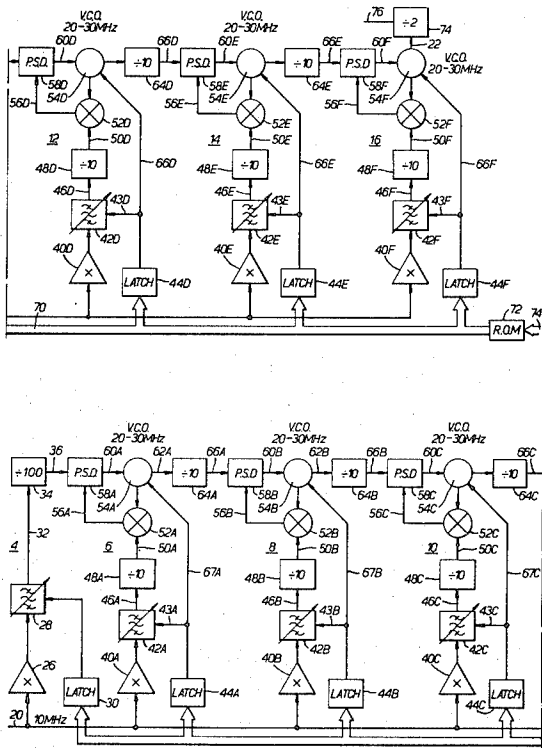 76
÷2
74
22
V.C.O.
20-30MHz
V.C.O.
20-30MHz
V.C.O.
20-30MHz
60D
66D
60E
66E
60F
P.S.D.
÷10
P.S.D.
÷10
P.S.D.
58D
54D
64D
58E
54E
64E
58F
54F
56D
52D
56E
52E
56F
52F
12
50D
14
50E
16
50F
66D
66E
66F
÷10
÷10
÷10
48D
48E
48F
46D
43D
46E
43E
46F
43F
42D
42E
42F
40D
40E
40F
×
×
×
LATCH
44D
LATCH
44E
LATCH
44F
70
72
74
R.O.M
V.C.O.
20-30MHz
V.C.O.
20-30MHz
V.C.O.
20-30MHz
36
60A
62A
66A
60B
62B
66B
60C
66C
÷100
P.S.D.
÷10
P.S.D.
÷10
P.S.D.
÷10
34
58A
54A
64A
58B
54B
64B
58C
54C
64C
32
56A
52A
56B
52B
56C
52C
4
6
50A
8
50B
10
50C
÷10
67A
÷10
67B
÷10
67C
48A
48B
48C
46A
43A
46B
43B
46C
43C
28
42A
42B
42C
26
40A
40B
40C
×
×
×
×
LATCH
30
LATCH
44A
LATCH
44B
LATCH
44C
20
10MHz